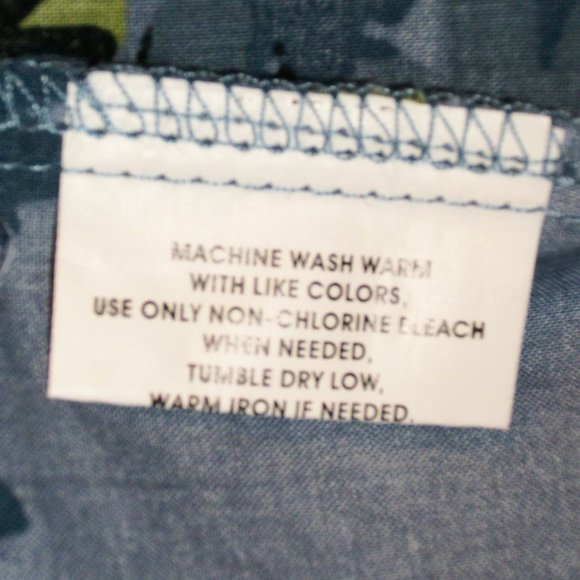 MACHINE WASH WARM
WITH LIKE COLORS,
USE ONLY NON-CHLORINE BLEACH
WHEN NEEDED,
TUMBLE DRY LOW,
WARM IRON IF NEEDED.